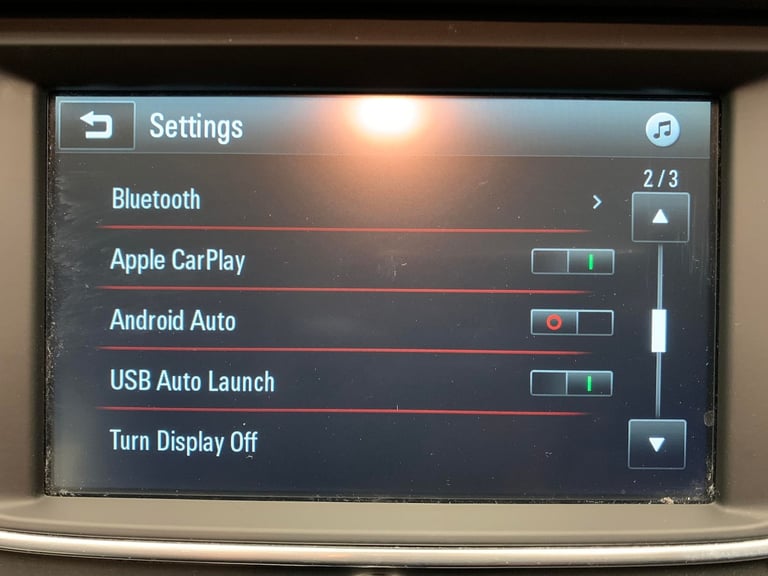 Settings
2/3
Bluetooth
Apple CarPlay
Android Auto
USB Auto Launch
Turn Display Off